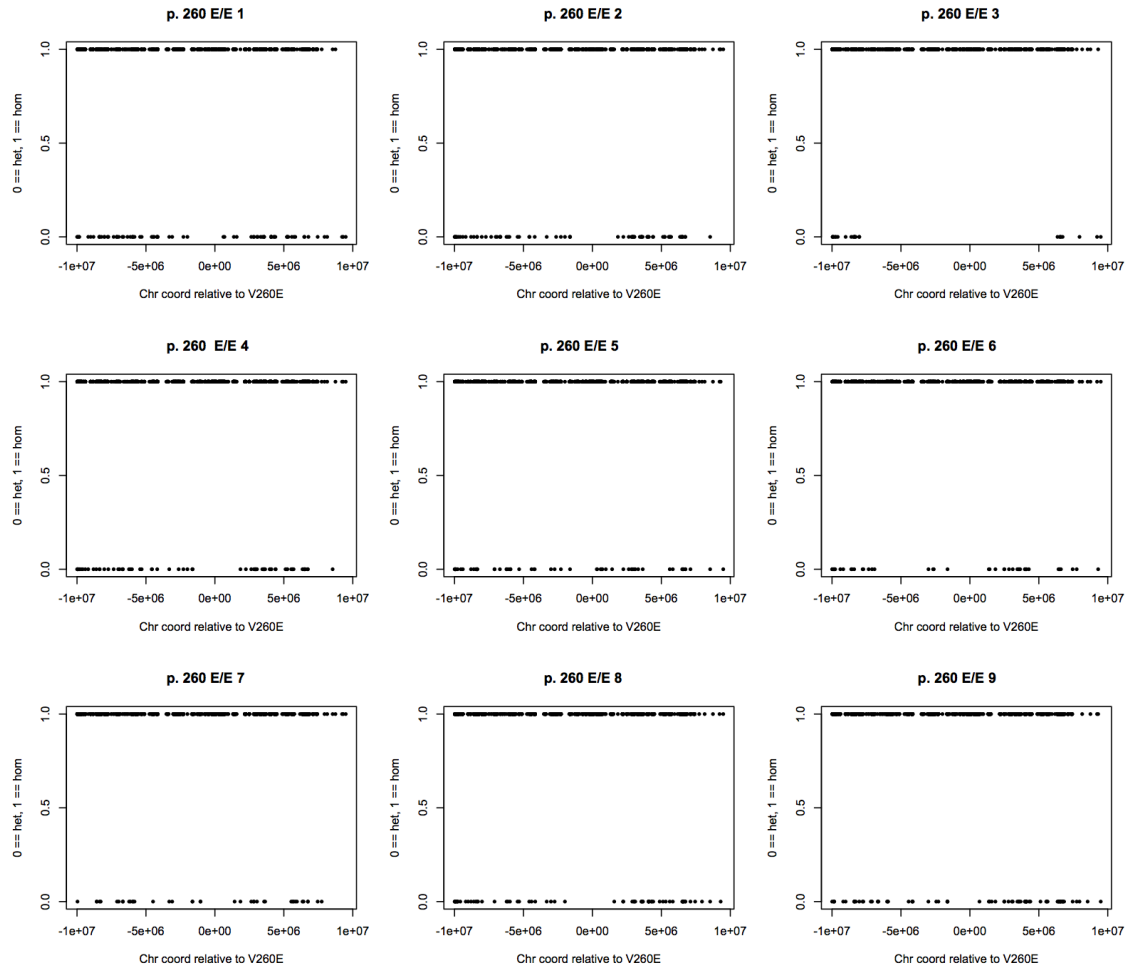 p. 260 E/E 1
p. 260 E/E 2
p. 260 E/E 3
0 == het, 1 == hom
1.0
0.5
0.0
-1e+07 -5e+06 0e+00 5e+06 1e+07
Chr coord relative to V260E
0 == het, 1 == hom
1.0
0.5
0.0
-1e+07 -5e+06 0e+00 5e+06 1e+07
Chr coord relative to V260E
0 == het, 1 == hom
1.0
0.5
0.0
-1e+07 -5e+06 0e+00 5e+06 1e+07
Chr coord relative to V260E
p. 260  E/E 4
p. 260 E/E 5
p. 260 E/E 6
0 == het, 1 == hom
1.0
0.5
0.0
-1e+07 -5e+06 0e+00 5e+06 1e+07
Chr coord relative to V260E
0 == het, 1 == hom
1.0
0.5
0.0
-1e+07 -5e+06 0e+00 5e+06 1e+07
Chr coord relative to V260E
0 == het, 1 == hom
1.0
0.5
0.0
-1e+07 -5e+06 0e+00 5e+06 1e+07
Chr coord relative to V260E
p. 260 E/E 7
p. 260 E/E 8
p. 260 E/E 9
0 == het, 1 == hom
1.0
0.5
0.0
-1e+07 -5e+06 0e+00 5e+06 1e+07
Chr coord relative to V260E
0 == het, 1 == hom
1.0
0.5
0.0
-1e+07 -5e+06 0e+00 5e+06 1e+07
Chr coord relative to V260E
0 == het, 1 == hom
1.0
0.5
0.0
-1e+07 -5e+06 0e+00 5e+06 1e+07
Chr coord relative to V260E